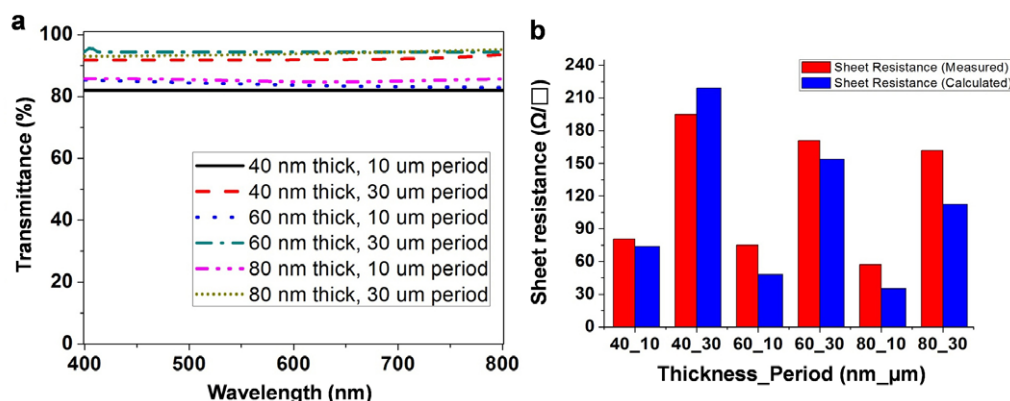 a
100
80
60
40
20
0
Transmittance (%)
400
500
600
700
800
Wavelength (nm)
40 nm thick, 10 um period
40 nm thick, 30 um period
60 nm thick, 10 um period
60 nm thick, 30 um period
80 nm thick, 10 um period
80 nm thick, 30 um period
b
240
210
180
150
120
90
60
30
0
Sheet resistance (Ω/□)
Sheet Resistance (Measured)
Sheet Resistance (Calculated)
40_10
40_30
60_10
60_30
80_10
80_30
Thickness_Period (nm_µm)